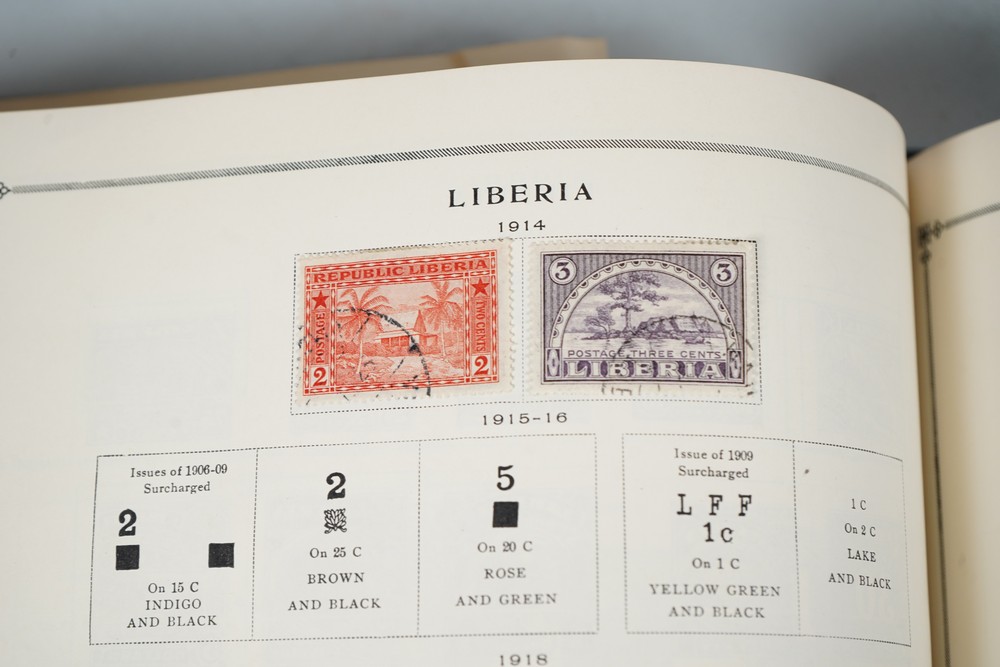 LIBERIA
1914
REPUBLIC LIBERIA
POSTAGE
TWO CENTS
2
2
3
3
POSTAGE THREE CENTS
LIBERIA
1915-16
Issues of 1906-09
Surcharged
2
On 15 C
INDIGO
AND BLACK
2
On 25 C
BROWN
AND BLACK
5
On 20 C
ROSE
AND GREEN
Issue of 1909
Surcharged
L F F
1c
On 1 C
YELLOW GREEN
AND BLACK
1 C
On 2 C
LAKE
AND BLACK
1918